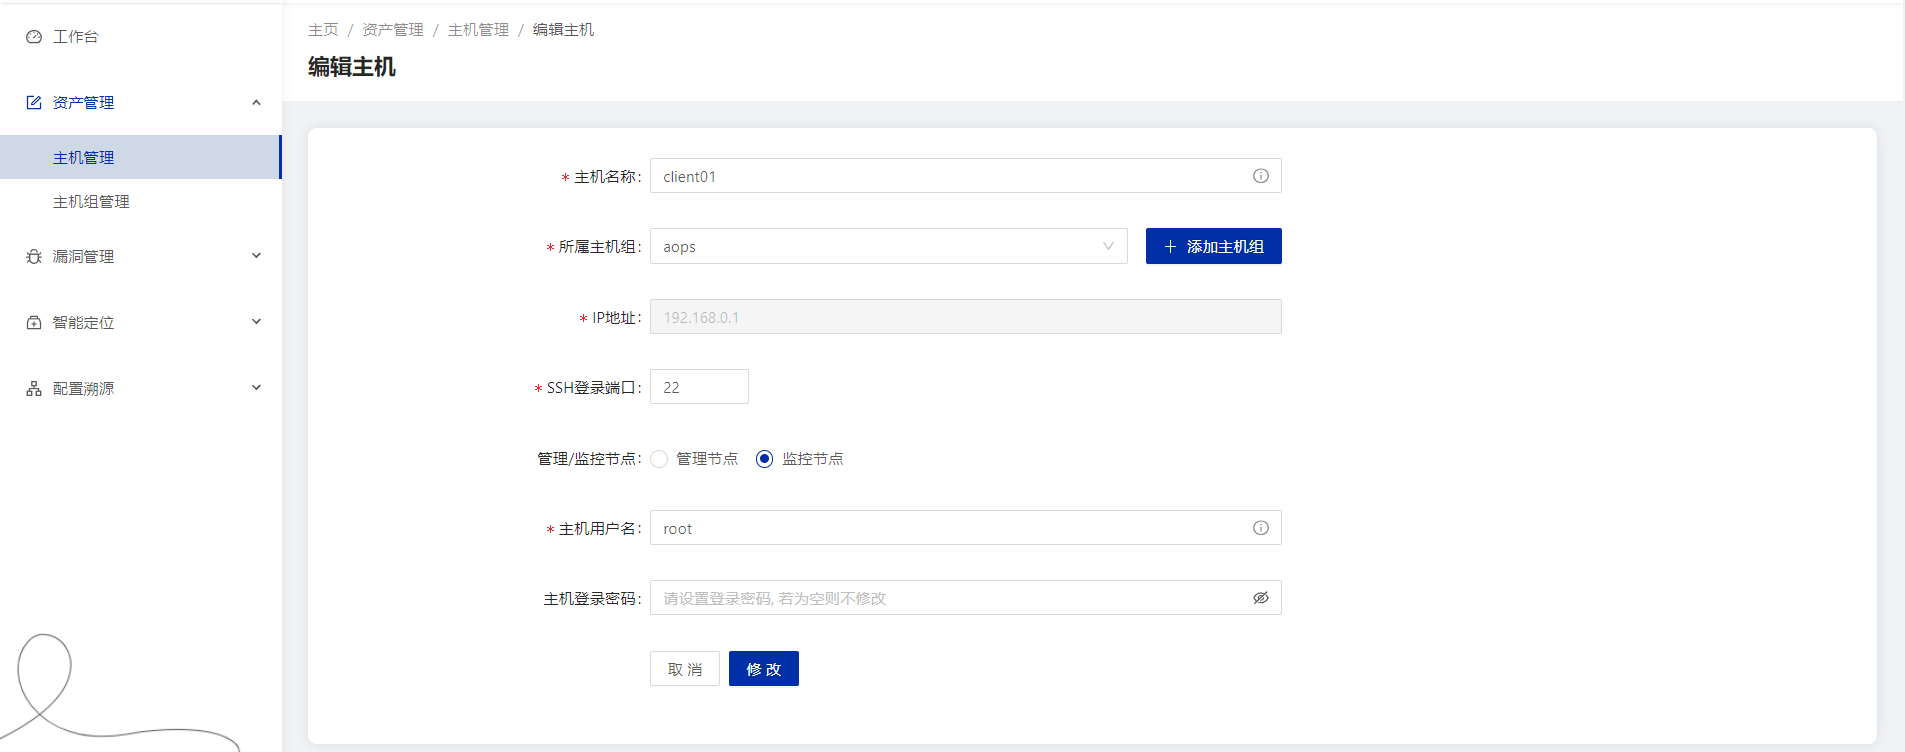 工作台
资产管理
主机管理
主机组管理
漏洞管理
智能定位
配置溯源
主页 / 资产管理 / 主机管理 / 编辑主机
编辑主机
* 主机名称: client01
* 所属主机组: aops + 添加主机组
* IP地址: 192.168.0.1
* SSH登录端口: 22
管理/监控节点: 管理节点 监控节点
* 主机用户名: root
主机登录密码: 请设置登录密码, 若为空则不修改
取 消 修 改